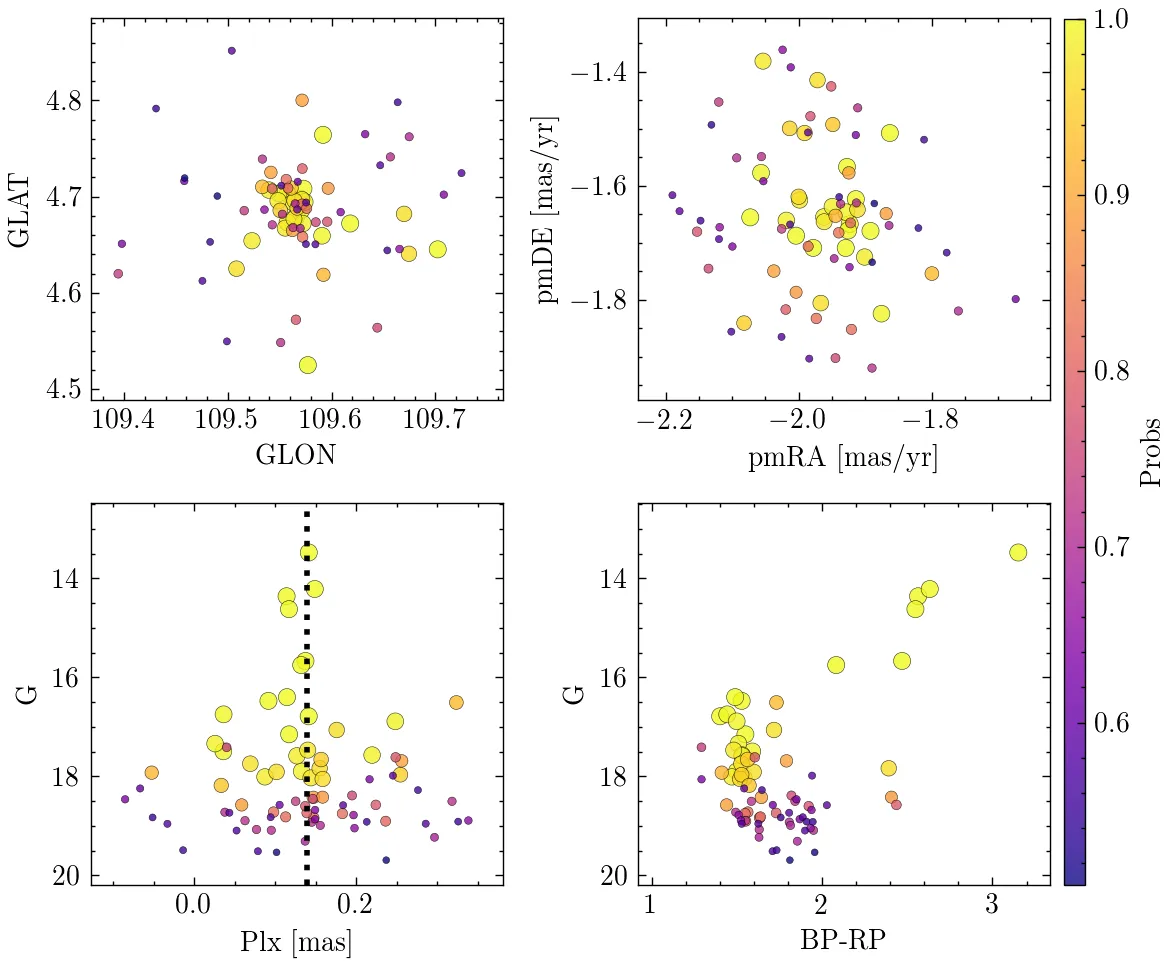 4.8
4.7
4.6
4.5
GLAT
109.4 109.5 109.6 109.7
GLON
−1.4
−1.6
−1.8
pmDE [mas/yr]
−2.2 −2.0 −1.8
pmRA [mas/yr]
14
16
18
20
G
0.0 0.2
Plx [mas]
14
16
18
20
G
1 2 3
BP-RP
1.0
0.9
0.8
0.7
0.6
Probs